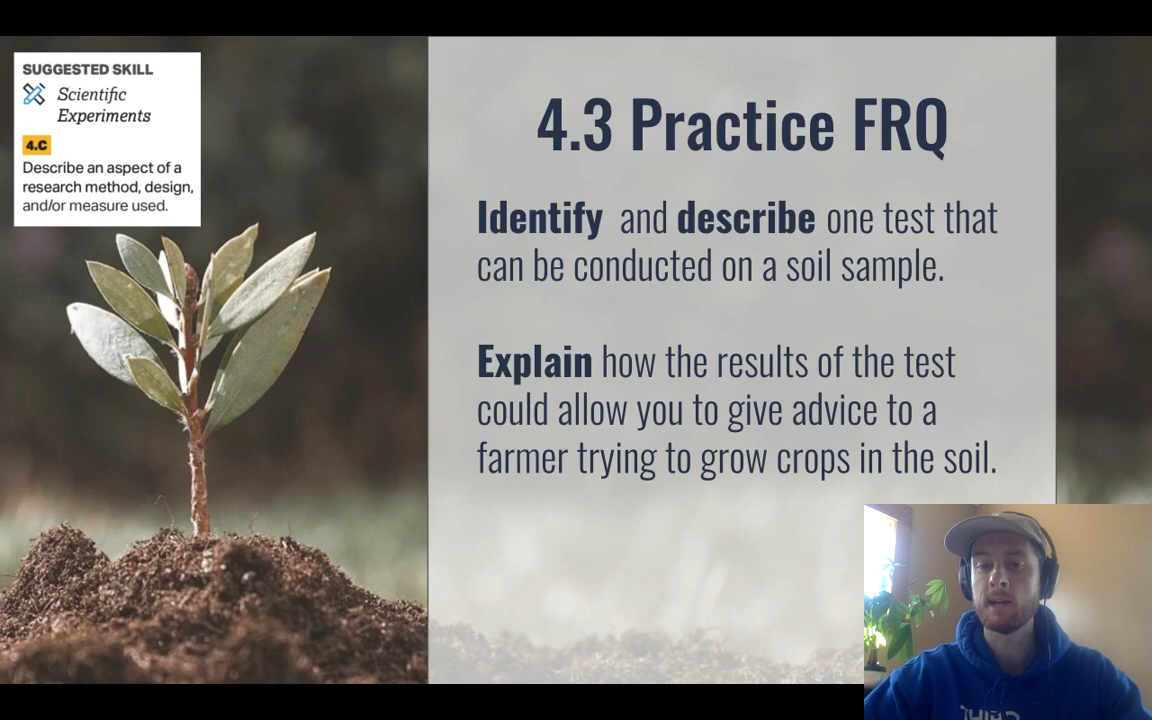 SUGGESTED SKILL
Scientific
Experiments
4.C
Describe an aspect of a
research method, design,
and/or measure used.
4.3 Practice FRQ
Identify and describe one test that
can be conducted on a soil sample.
Explain how the results of the test
could allow you to give advice to a
farmer trying to grow crops in the soil.